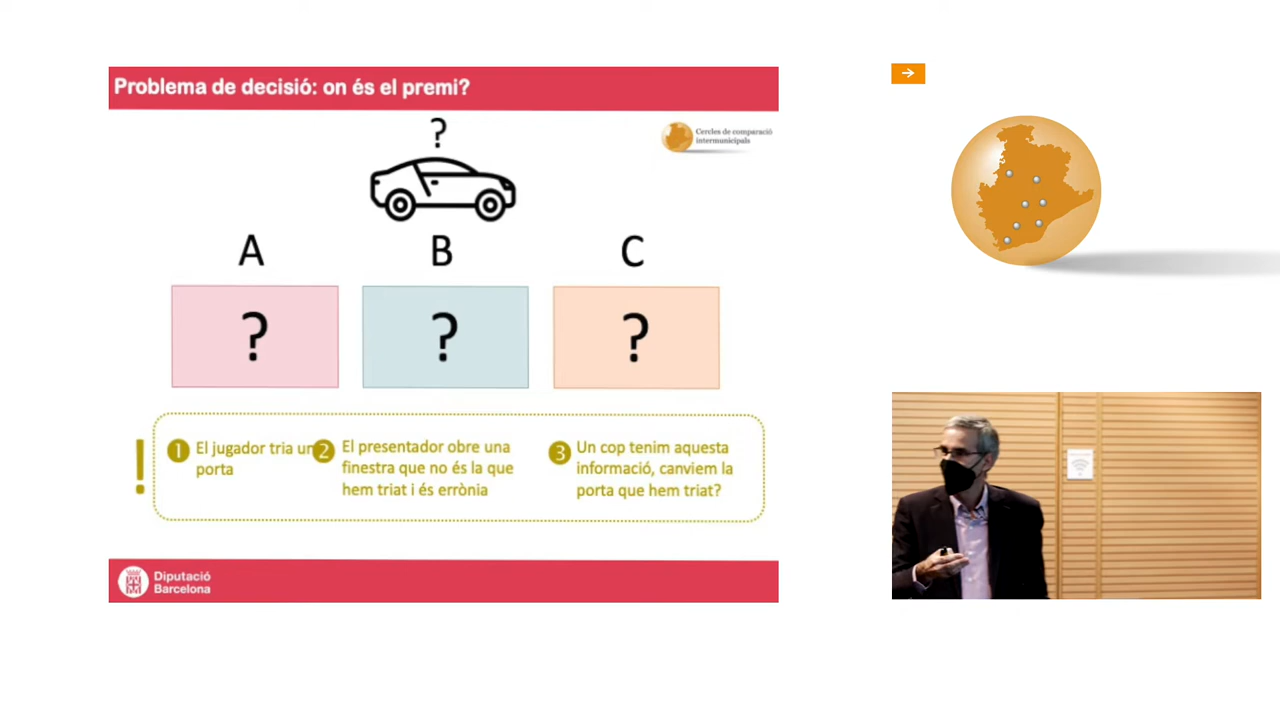 Problema de decisió: on és el premi?
Cercles de comparació
intermunicipals
?
A B C
? ? ?
!
1 El jugador tria un
porta
2 El presentador obre una
finestra que no és la que
hem triat i és errònia
3 Un cop tenim aquesta
informació, canviem la
porta que hem triat?
Diputació
Barcelona